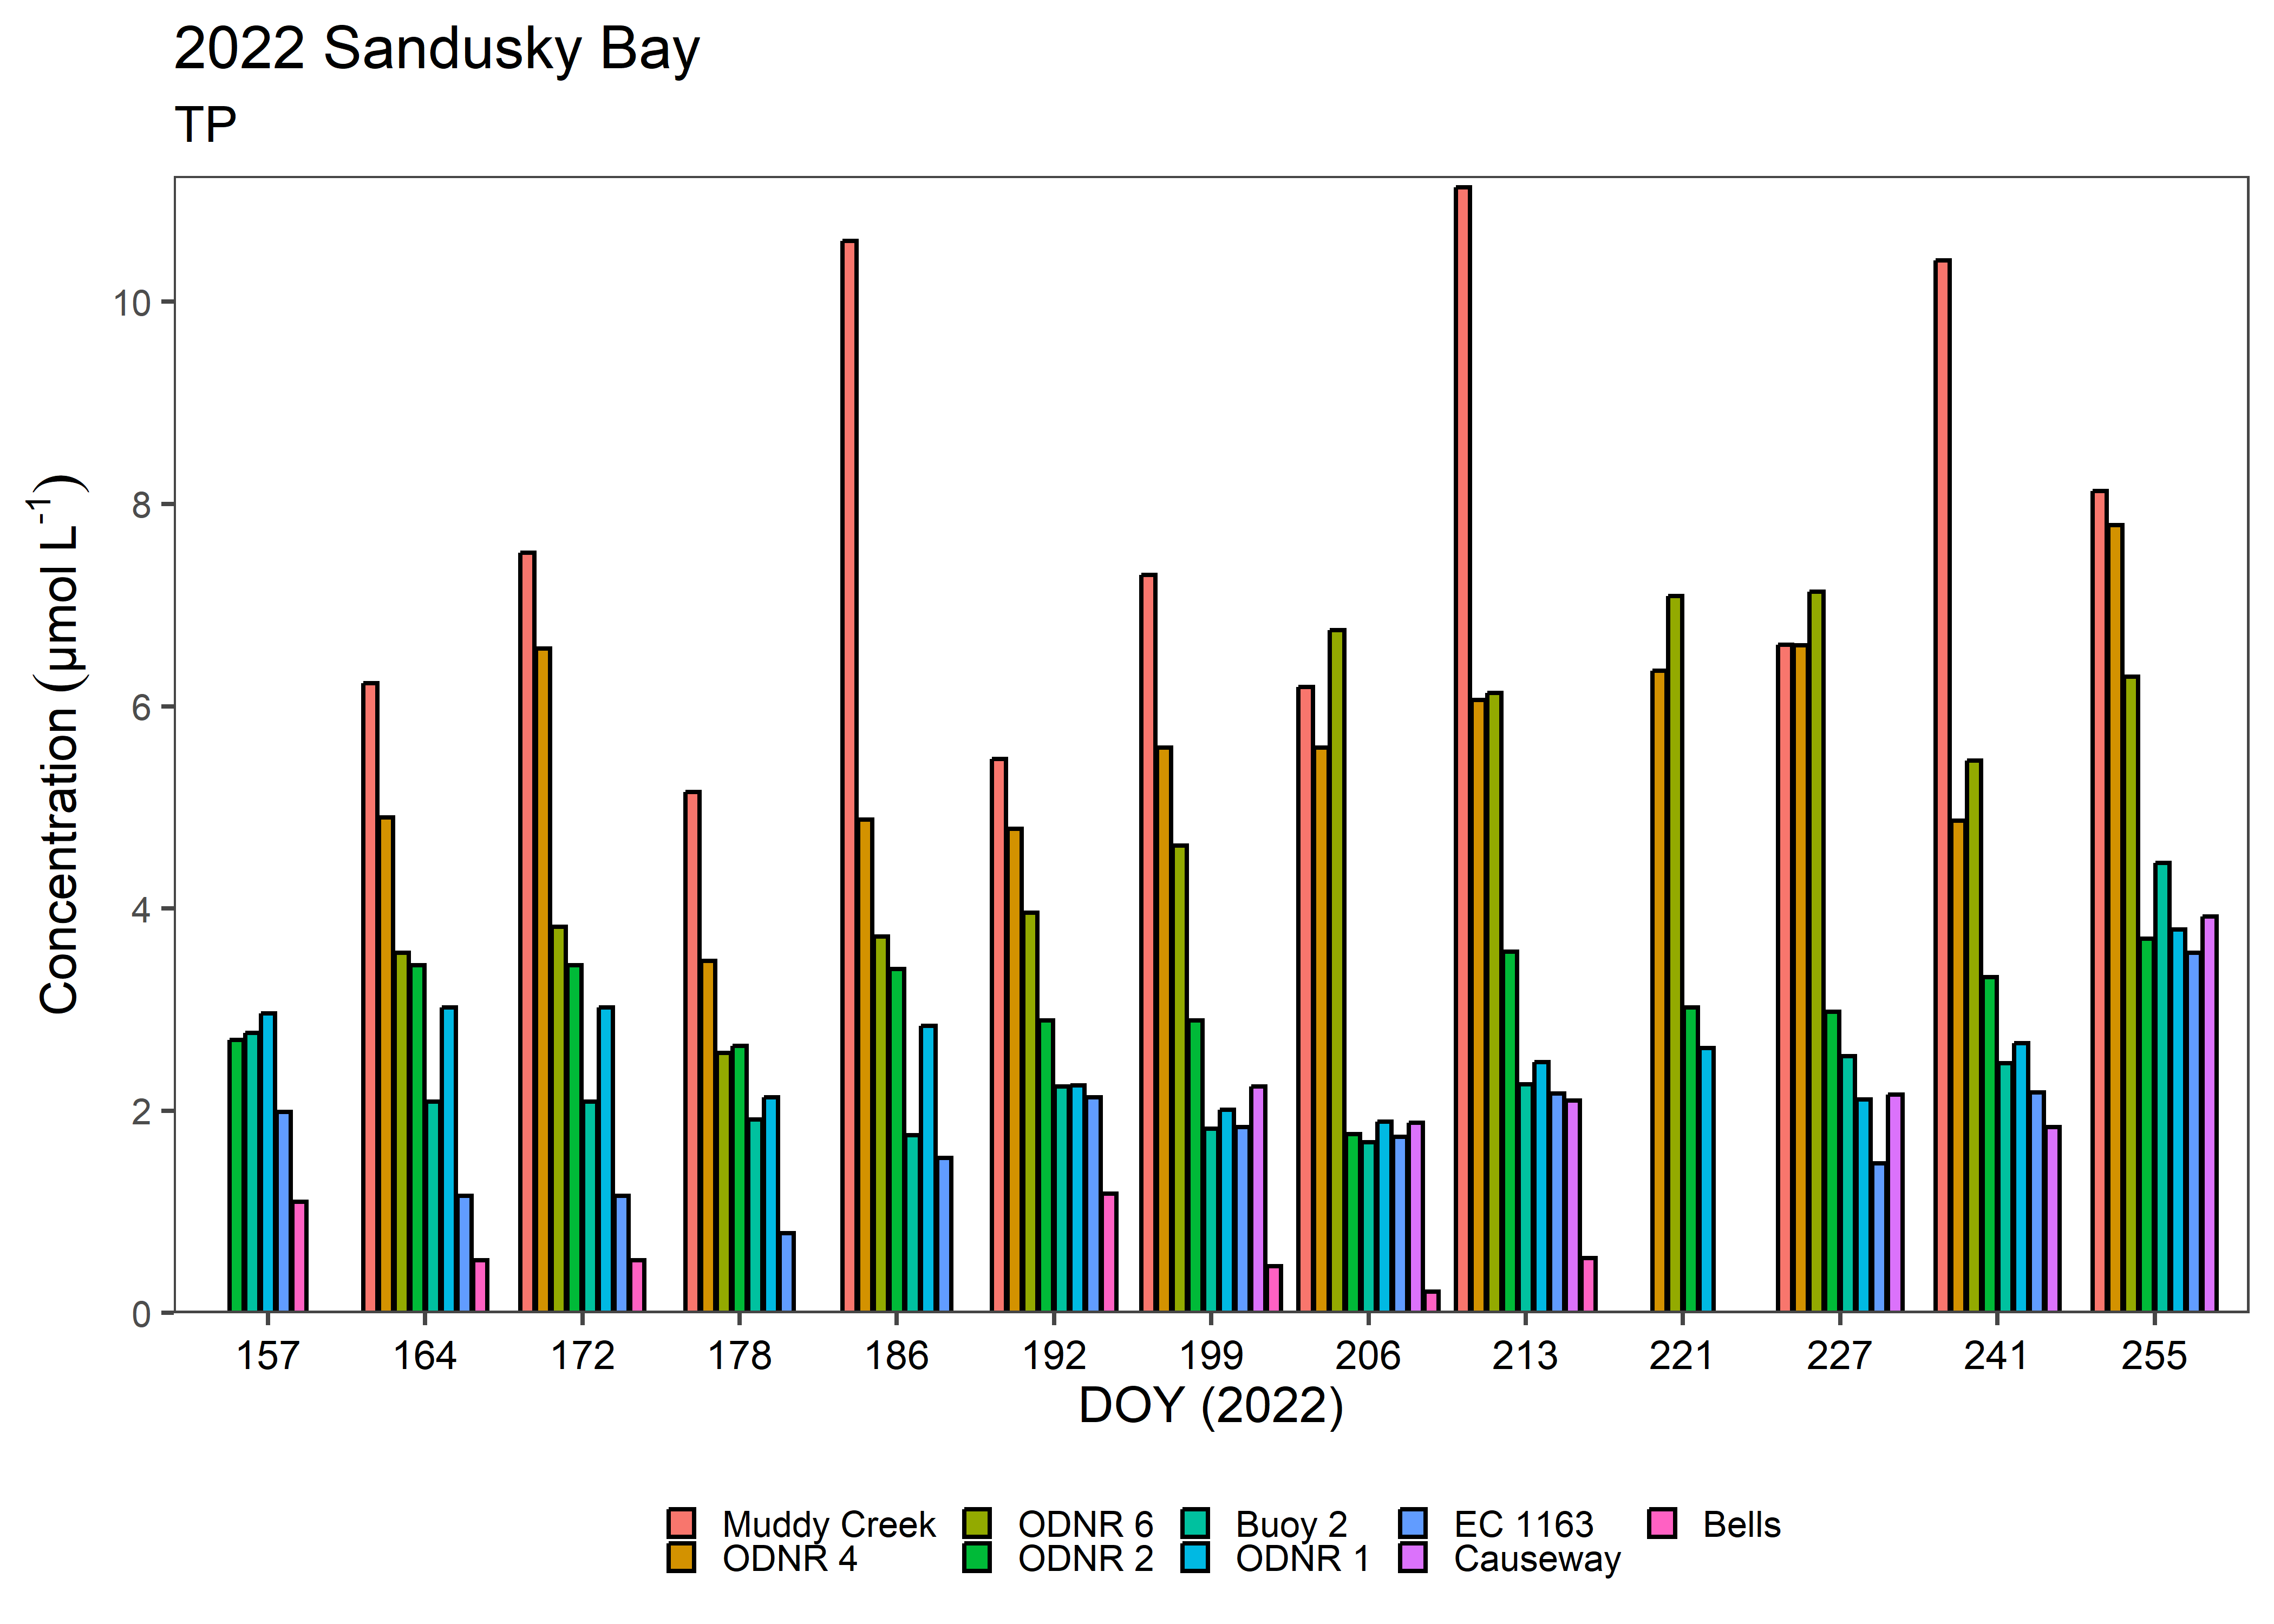 2022 Sandusky Bay
TP
Concentration (µmol L⁻¹)
10
8
6
4
2
0
157 164 172 178 186 192 199 206 213 221 227 241 255
DOY (2022)
Muddy Creek ODNR 6 Buoy 2 EC 1163 Bells
ODNR 4 ODNR 2 ODNR 1 Causeway